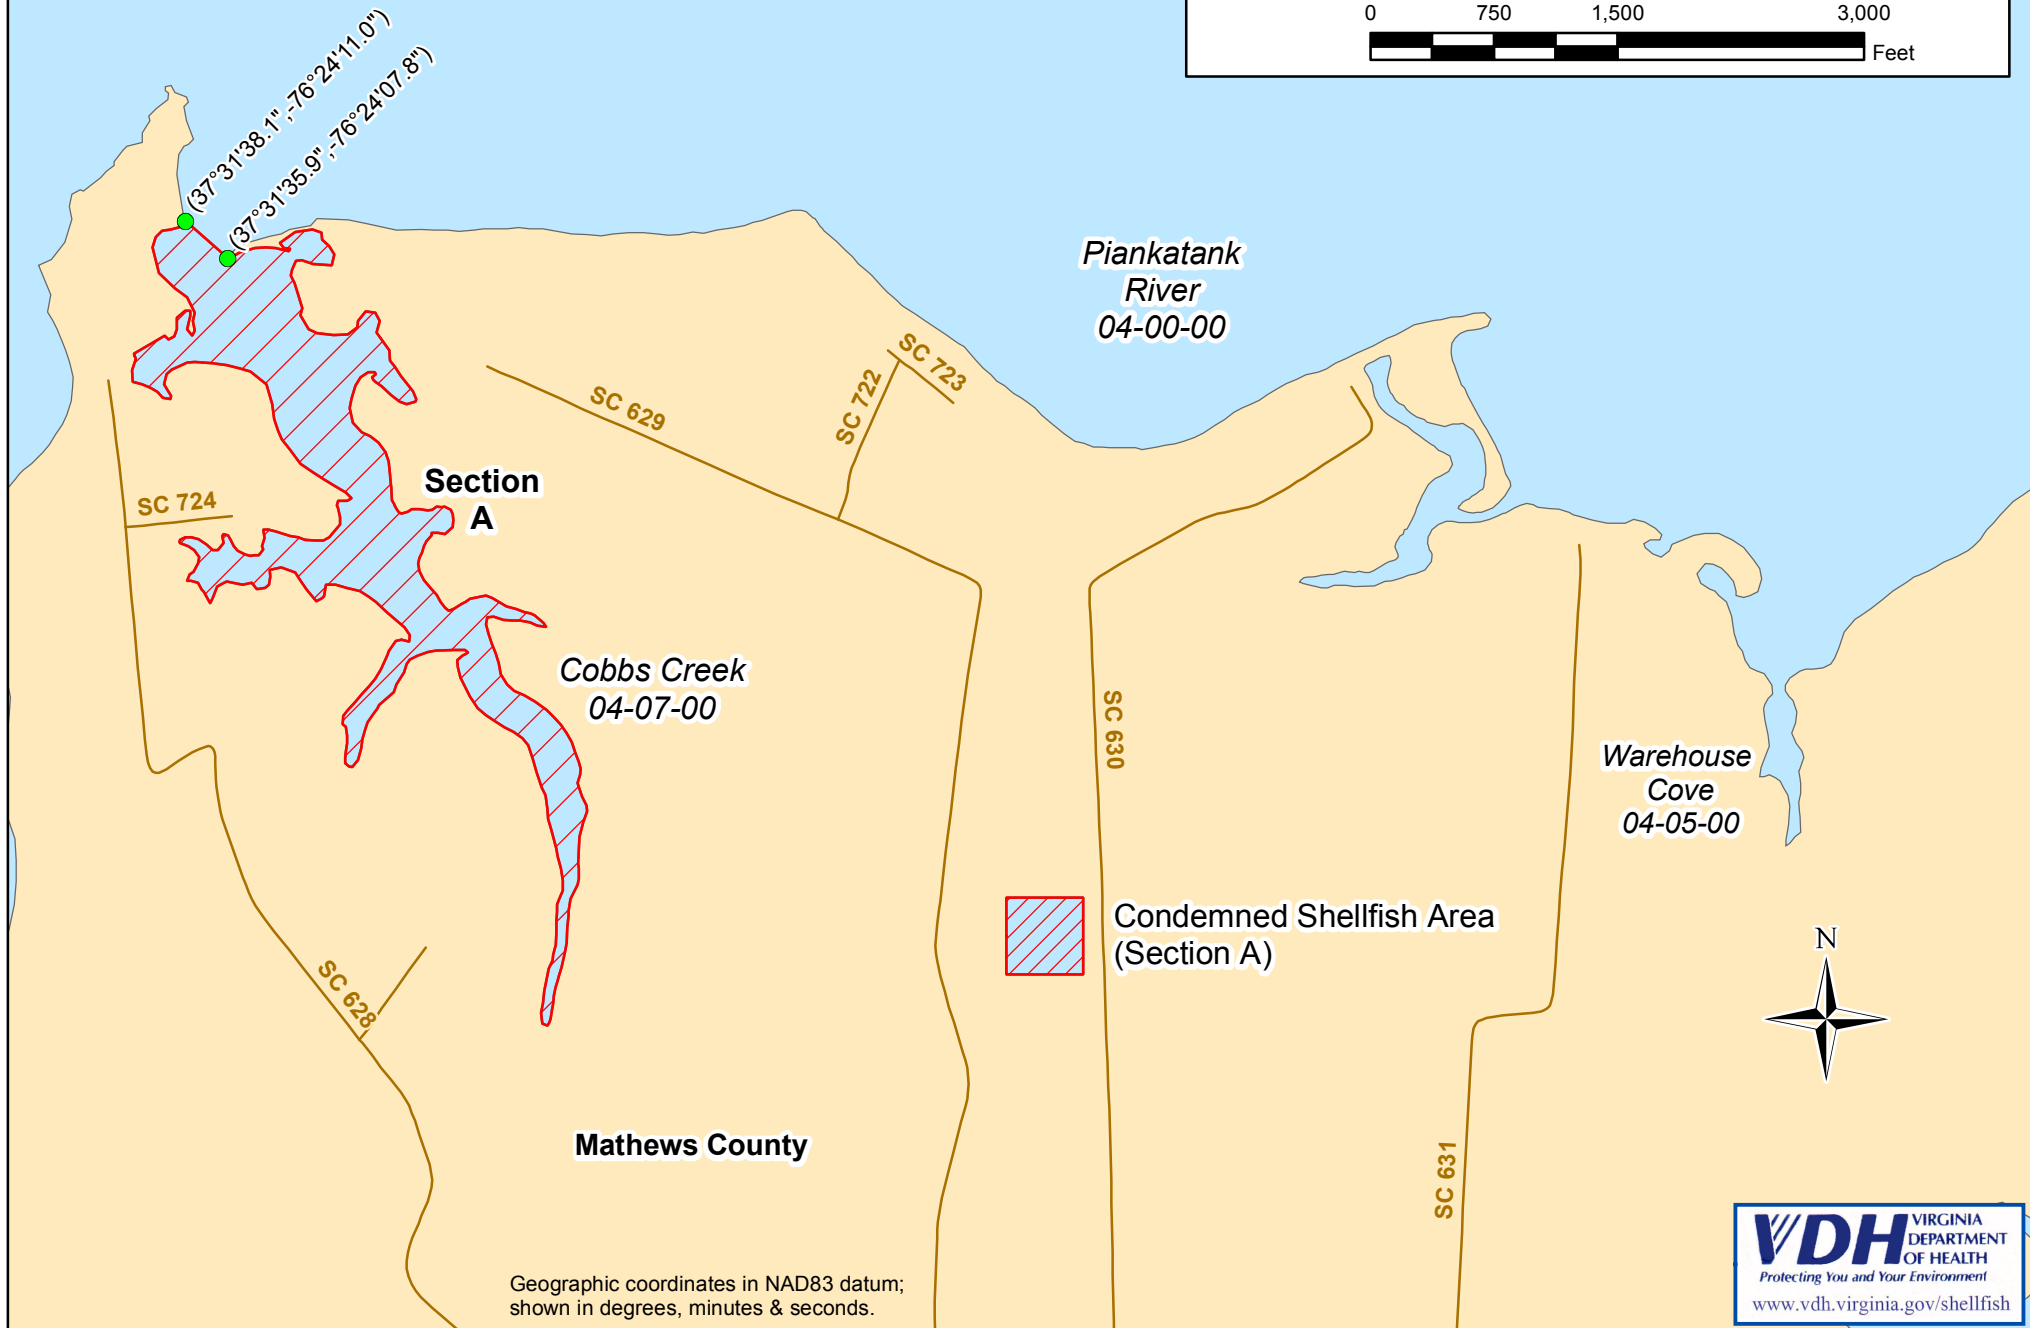 0 750 1,500 3,000
Feet
(37°31'38.1",-76°24'11.0")
(37°31'35.9",-76°24'07.8")
Piankatank
River
04-00-00
SC 723
SC 722
SC 629
Section
A
SC 724
Cobbs Creek
04-07-00
SC 630
Warehouse
Cove
04-05-00
Condemned Shellfish Area
(Section A)
N
SC 628
Mathews County
SC 631
Geographic coordinates in NAD83 datum;
shown in degrees, minutes & seconds.
VDH
VIRGINIA
DEPARTMENT
OF HEALTH
Protecting You and Your Environment
www.vdh.virginia.gov/shellfish